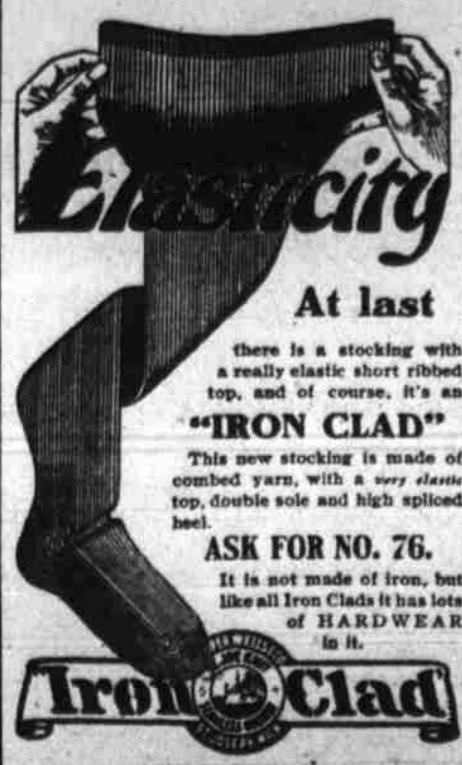 Elasticity
At last
there is a stocking with
a really elastic short ribbed
top, and of course, it's an
"IRON CLAD"
This new stocking is made of
combed yarn, with a very elastic
top, double sole and high spliced
heel.
ASK FOR NO. 76.
It is not made of iron, but
like all Iron Clads it has lots
of HARDWEAR
in it.
Iron Clad